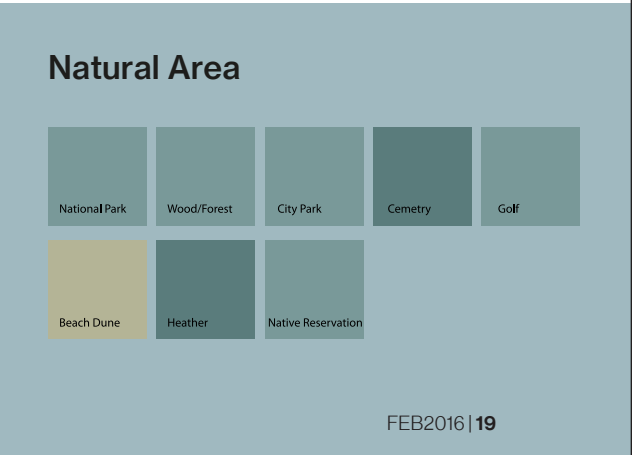 Natural Area
National Park
Wood/Forest
City Park
Cemetry
Golf
Beach Dune
Heather
Native Reservation
FEB2016 | 19